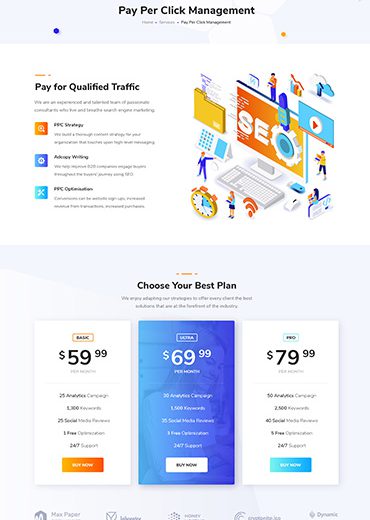 Pay Per Click Management
Home • Services • Pay Per Click Management
Pay for Qualified Traffic
We are an experienced and talented team of passionate
consultants who live and breathe search engine marketing.
PPC Strategy
We build a thorough content strategy for your
organization that touches upon high level messaging.
Adcopy Writing
We help resource B2B companies engage buyers
throughout the buyers' journey using SEO.
PPC Optimisation
Conversions can be website sign ups, increased
revenue from transactions, increased purchases.
SEO
Choose Your Best Plan
We enjoy adapting our strategies to offer every client the best
solutions that are at the forefront of the industry.
BASIC
$59.99
PER MONTH
25 Analytics Campaign
1,300 Keywords
25 Social Media Reviews
1 Free Optimization
24/7 Support
BUY NOW
ULTRA
$69.99
PER MONTH
30 Analytics Campaign
1,500 Keywords
35 Social Media Reviews
Free Optimization
24/7 Support
BUY NOW
PRO
$79.99
PER MONTH
50 Analytics Campaign
2,500 Keywords
40 Social Media Reviews
5 Free Optimization
24/7 Support
BUY NOW
Max Paper
HONEY
Dynamic